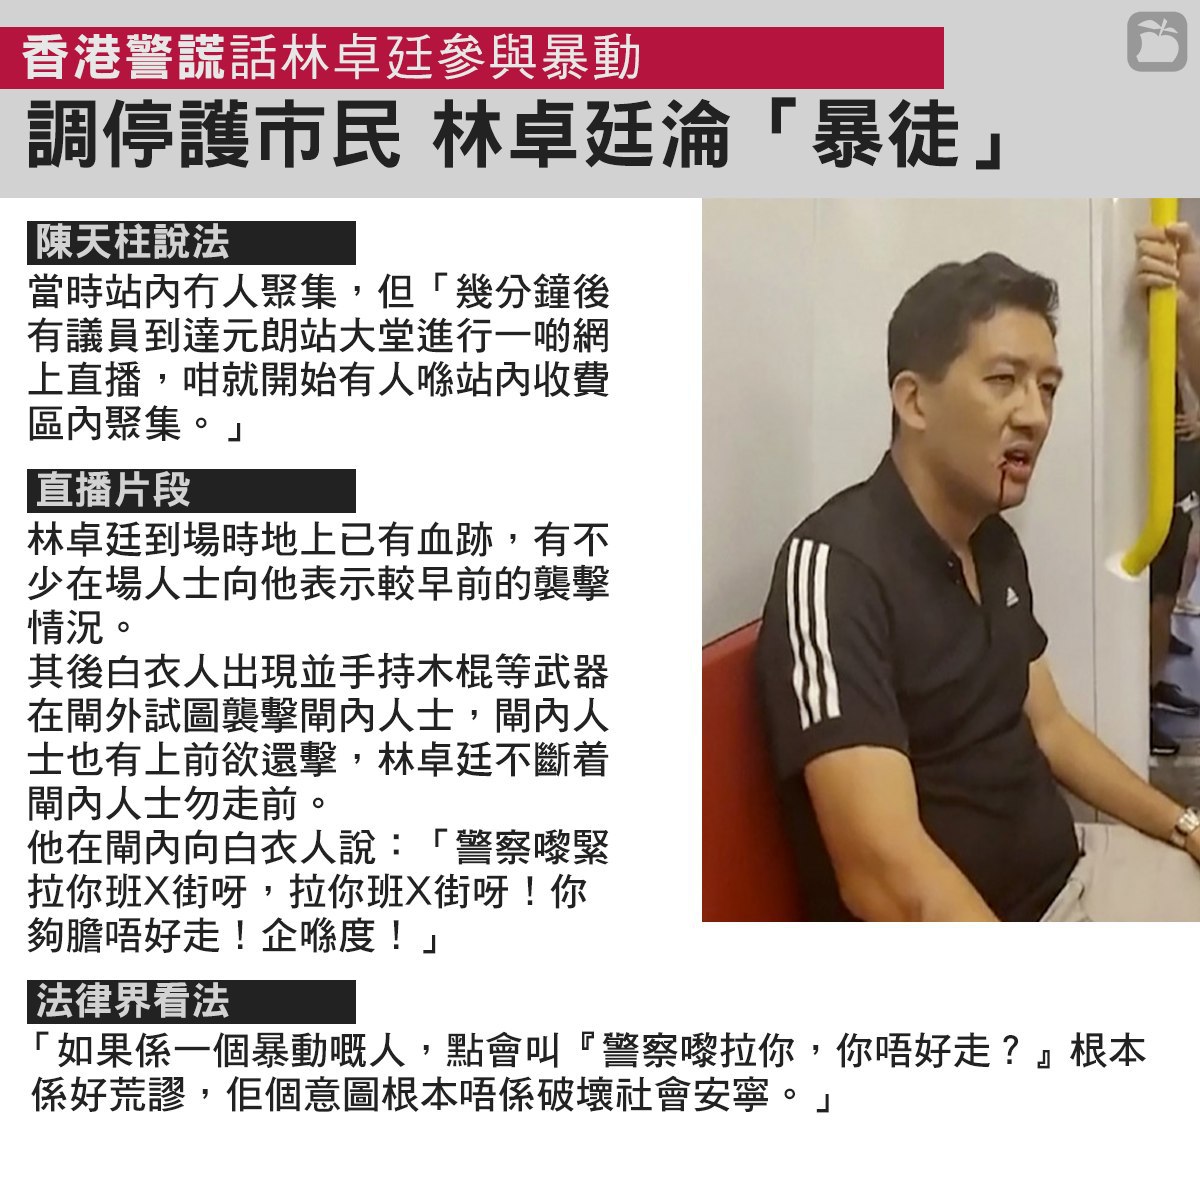 香港警謊話林卓廷參與暴動
調停護市民 林卓廷淪「暴徒」
陳天柱說法
當時站內冇人聚集，但「幾分鐘後
有議員到達元朗站大堂進行一啲網
上直播，咁就開始有人喺站內收費
區內聚集。」
直播片段
林卓廷到場時地上已有血跡，有不
少在場人士向他表示較早前的襲擊
情況。
其後白衣人出現並手持木棍等武器
在閘外試圖襲擊閘內人士，閘內人
士也有上前欲還擊，林卓廷不斷着
閘內人士勿走前。
他在閘內向白衣人說：「警察嚟緊
拉你班X街呀，拉你班X街呀！你
夠膽唔好走！企喺度！」
法律界看法
「如果係一個暴動嘅人，點會叫『警察嚟拉你，你唔好走？』根本
係好荒謬，佢個意圖根本唔係破壞社會安寧。」
adidas